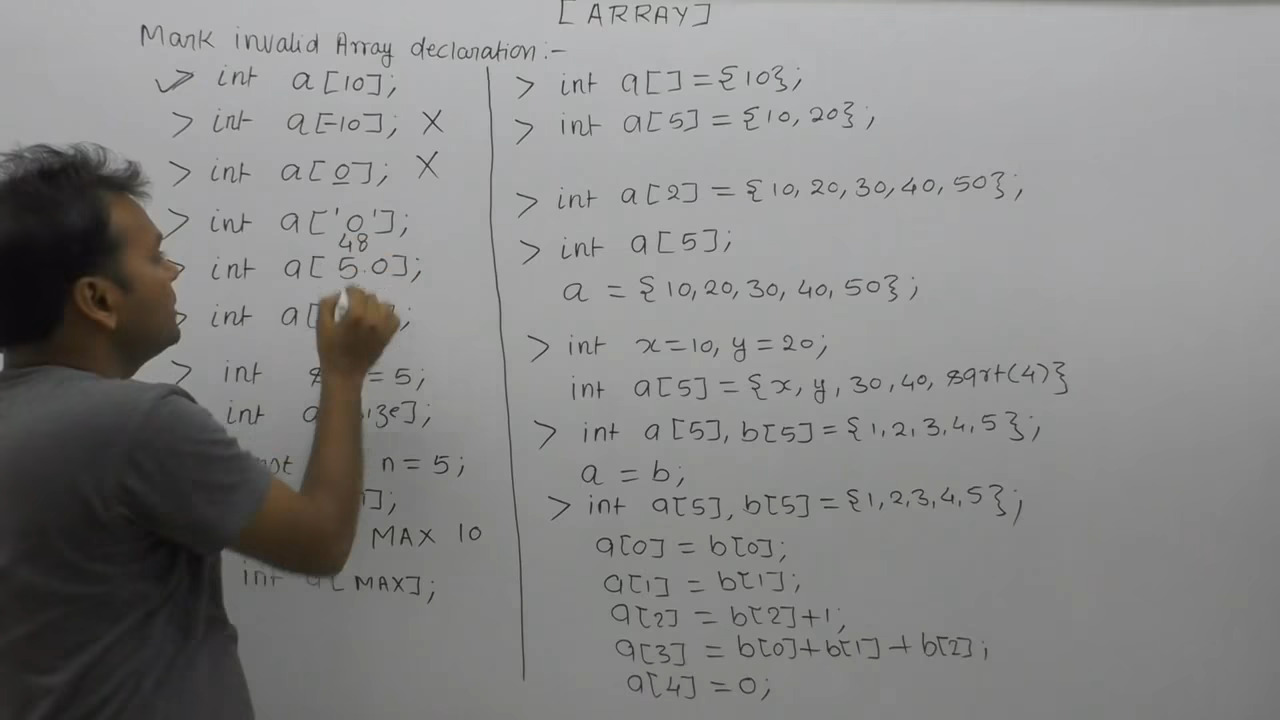 [ARRAY]
Mark invalid Array declaration:-
> int a[10];
> int a[-10]; X
> int a[0]; X
> int a['0'];
48
> int a[5.0];
int a[ ];
> int = 5;
int
n = 5;
];
MAX 10
int a[MAX];
> int a[] = {10};
> int a[5] = {10, 20};
> int a[2] = {10, 20, 30, 40, 50};
> int a[5];
a = {10, 20, 30, 40, 50};
> int x=10, y=20;
int a[5] = {x, y, 30, 40, sqrt(4)}
> int a[5], b[5] = {1, 2, 3, 4, 5};
a = b;
> int a[5], b[5] = {1, 2, 3, 4, 5};
a[0] = b[0];
a[1] = b[1];
a[2] = b[2]+1;
a[3] = b[0]+b[1]+b[2];
a[4] = 0;